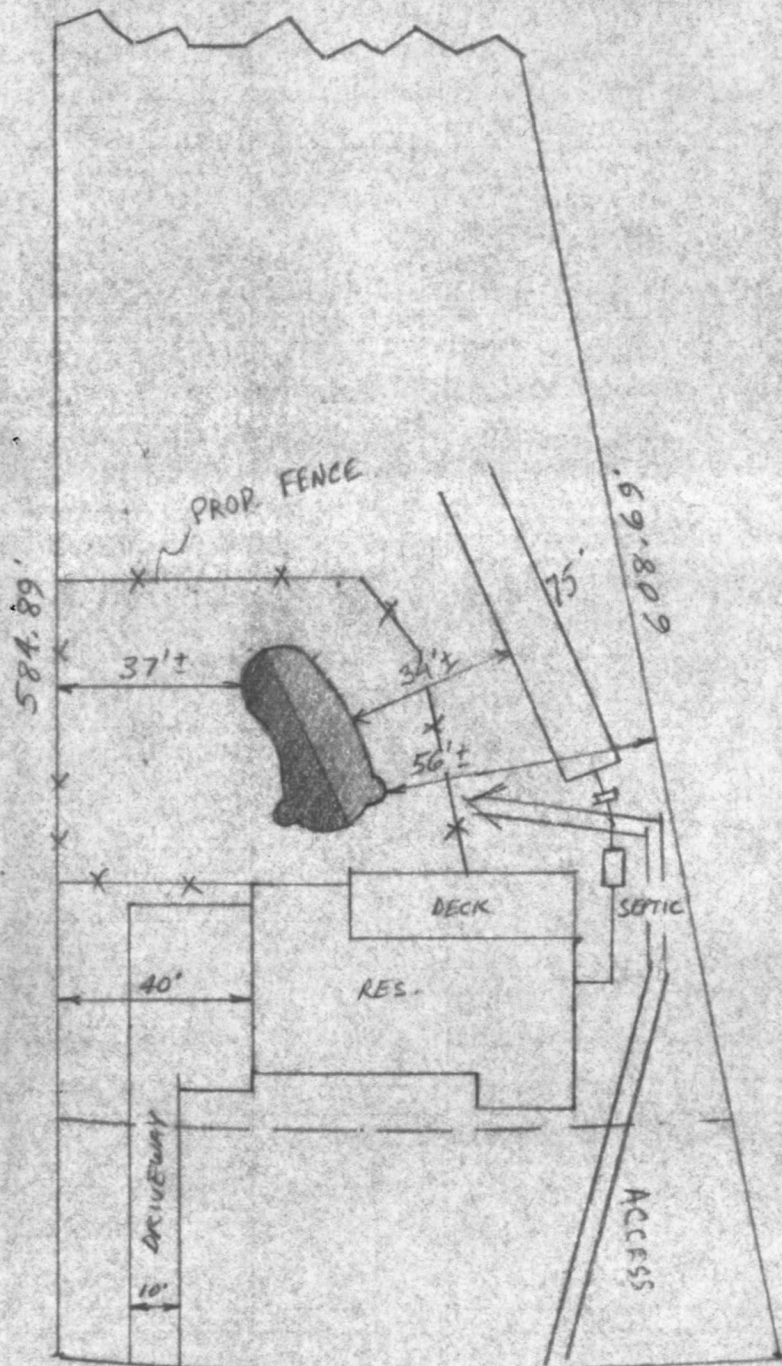 PROP. FENCE
584.89'
608.69'
75'
37'±
34'±
56'±
DECK
SEPTIC
40'
RES.
DRIVEWAY
10'
ACCESS